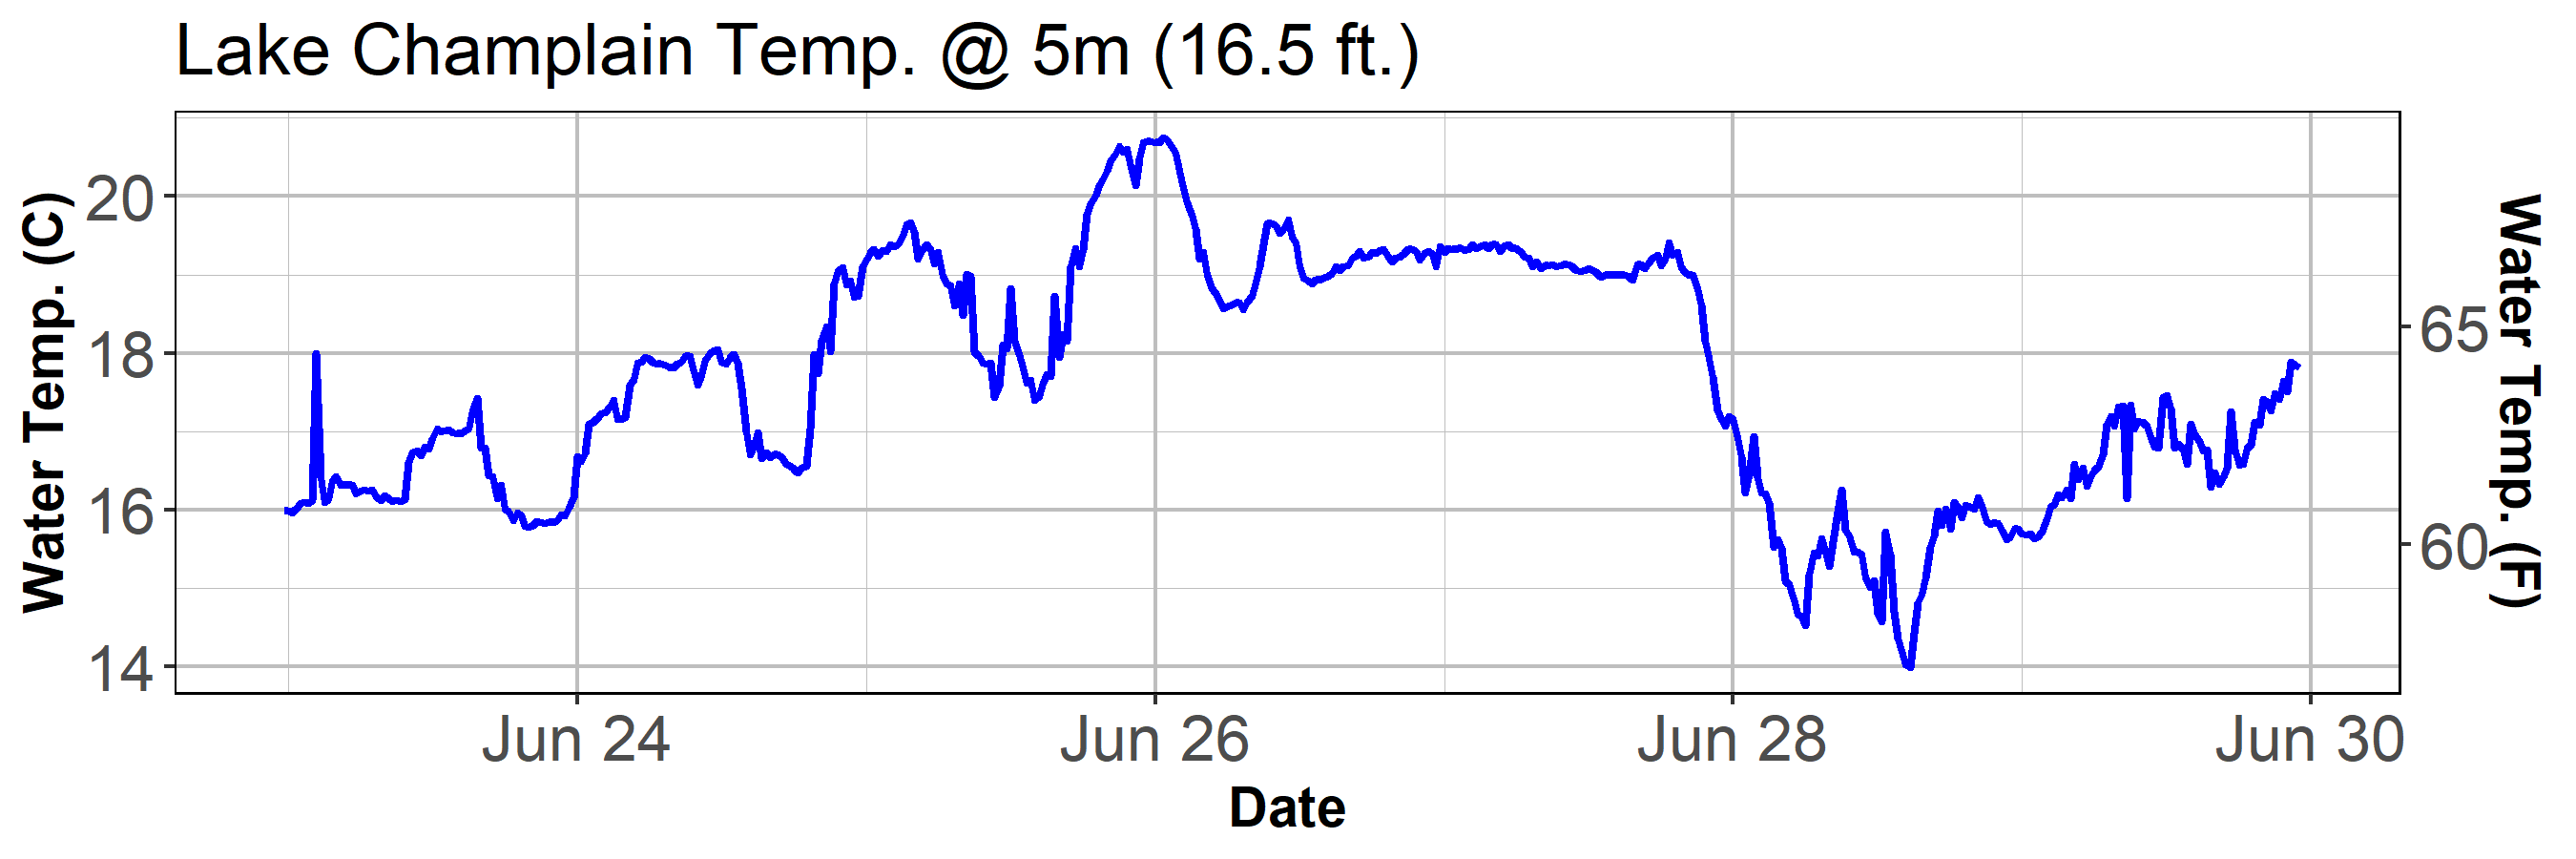 Lake Champlain Temp. @ 5m (16.5 ft.)
Water Temp. (C)
20
18
16
14
65
60
Water Temp. (F)
Jun 24
Jun 26
Jun 28
Jun 30
Date